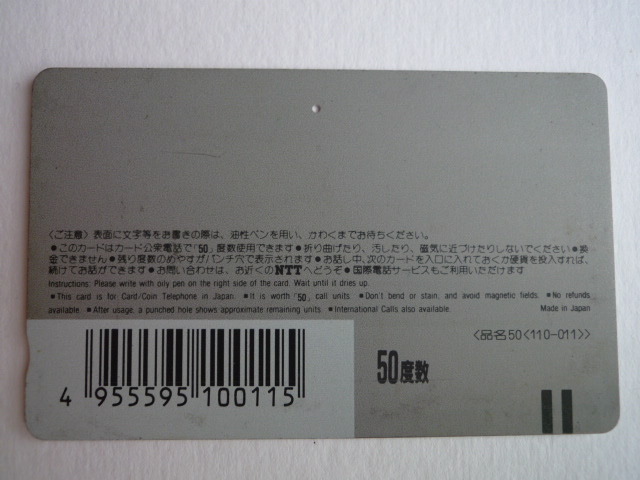 〈ご注意〉表面に文字等をお書きの際は、油性ペンを用い、かわくまでお待ちください。
●このカードはカード公衆電話で「50」度数使用できます●折り曲げたり、汚したり、磁気に近づけたりしないでください●換
金できません●残り度数のめやすがパンチ穴で表示されます●お話し中、次のカードを入口に入れておくか硬貨を投入すれば、
続けてお話ができます●お問い合わせは、お近くのNTTへどうぞ●国際電話サービスもご利用いただけます
Instructions: Please write with oily pen on the right side of the card. Wait until it dries up.
■This card is for Card/Coin Telephone in Japan. ■It is worth「50」call units. ■Don't bend or stain, and avoid magnetic fields. ■No refunds
available. ■After usage, a punched hole shows approximate remaining units. ■International Calls also available.
Made in Japan
〈品名50〈110-011〉〉
50度数
4 955595 100115